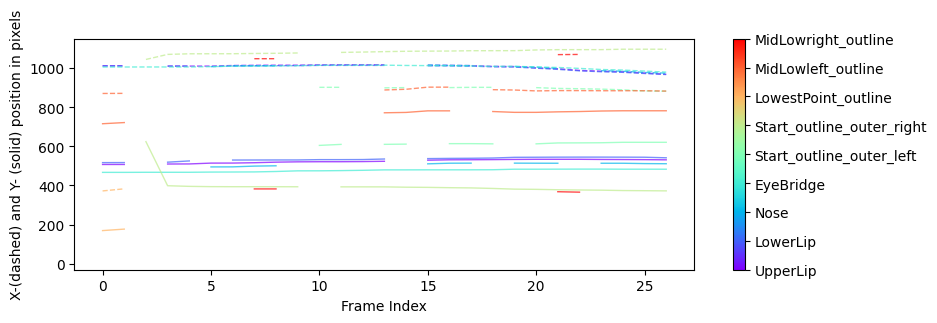 X-(dashed) and Y- (solid) position in pixels
1000
800
600
400
200
0
0 5 10 15 20 25
Frame Index
MidLowright_outline
MidLowleft_outline
LowestPoint_outline
Start_outline_outer_right
Start_outline_outer_left
EyeBridge
Nose
LowerLip
UpperLip